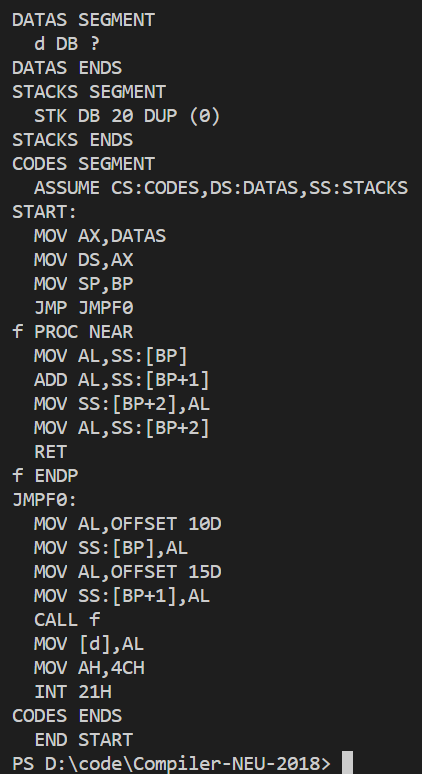 DATAS SEGMENT
  d DB ?
DATAS ENDS
STACKS SEGMENT
  STK DB 20 DUP (0)
STACKS ENDS
CODES SEGMENT
  ASSUME CS:CODES,DS:DATAS,SS:STACKS
START:
  MOV AX,DATAS
  MOV DS,AX
  MOV SP,BP
  JMP JMPF0
f PROC NEAR
  MOV AL,SS:[BP]
  ADD AL,SS:[BP+1]
  MOV SS:[BP+2],AL
  MOV AL,SS:[BP+2]
  RET
f ENDP
JMPF0:
  MOV AL,OFFSET 10D
  MOV SS:[BP],AL
  MOV AL,OFFSET 15D
  MOV SS:[BP+1],AL
  CALL f
  MOV [d],AL
  MOV AH,4CH
  INT 21H
CODES ENDS
  END START
PS D:\code\Compiler-NEU-2018>